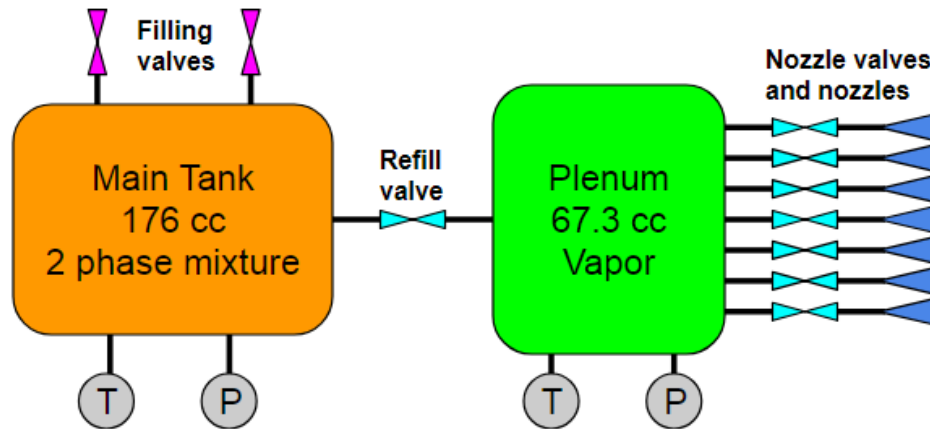 Filling
valves
Main Tank
176 cc
2 phase mixture
Refill
valve
Plenum
67.3 cc
Vapor
Nozzle valves
and nozzles
T
P
T
P